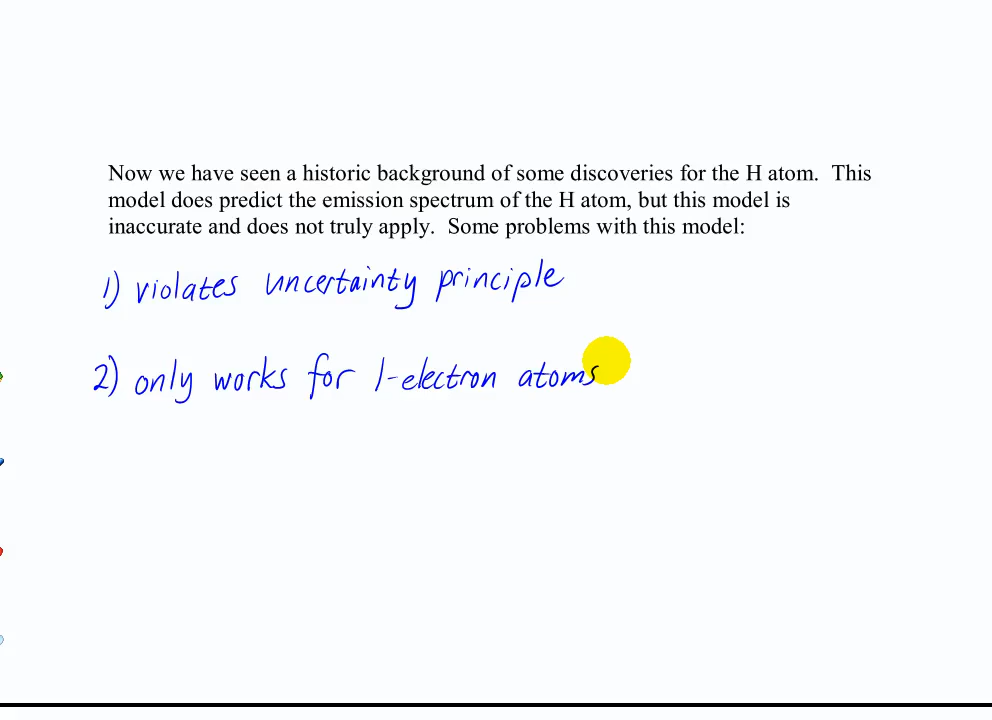 Now we have seen a historic background of some discoveries for the H atom.  This
model does predict the emission spectrum of the H atom, but this model is
inaccurate and does not truly apply.  Some problems with this model:
1) violates uncertainty principle
2) only works for 1-electron atoms